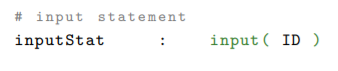 # input statement
inputStat : input( ID )